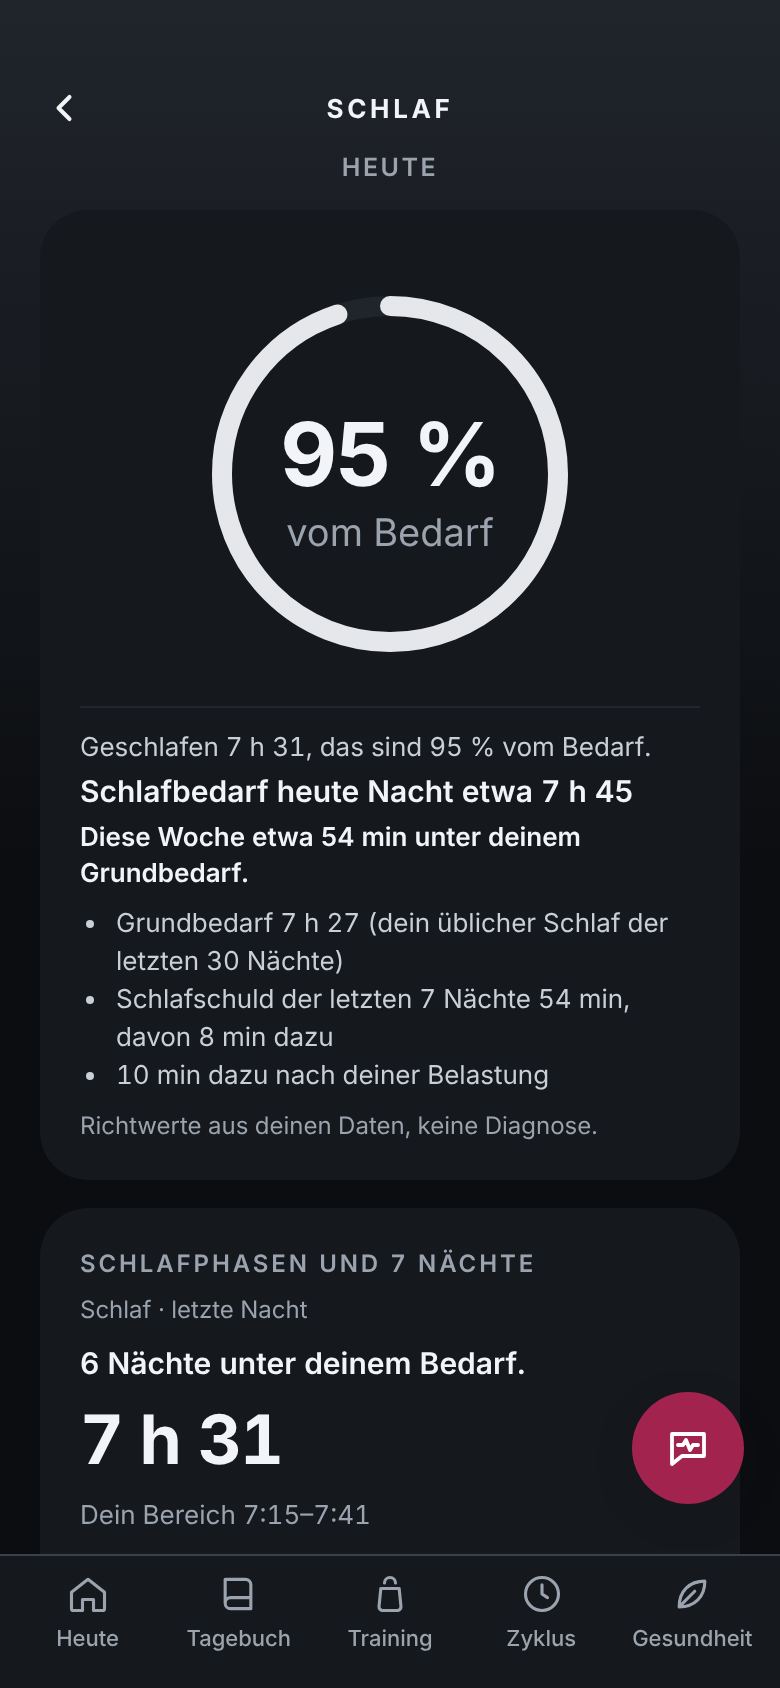 SCHLAF
HEUTE
95 %
vom Bedarf
Geschlafen 7 h 31, das sind 95 % vom Bedarf.
Schlafbedarf heute Nacht etwa 7 h 45
Diese Woche etwa 54 min unter deinem
Grundbedarf.
• Grundbedarf 7 h 27 (dein üblicher Schlaf der
letzten 30 Nächte)
• Schlafschuld der letzten 7 Nächte 54 min,
davon 8 min dazu
• 10 min dazu nach deiner Belastung
Richtwerte aus deinen Daten, keine Diagnose.
SCHLAFPHASEN UND 7 NÄCHTE
Schlaf · letzte Nacht
6 Nächte unter deinem Bedarf.
7 h 31
Dein Bereich 7:15–7:41
Heute Tagebuch Training Zyklus Gesundheit